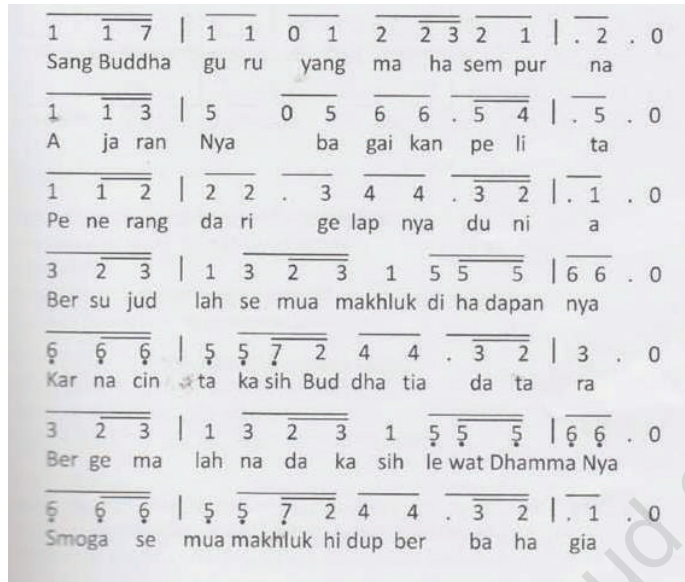 1 1 7 | 1 1 0 1 2 2 3 2 1 | . 2 . 0
Sang Buddha gu ru yang ma ha sem pur na
1 1 3 | 5 0 5 6 6 . 5 4 | . 5 . 0
A ja ran Nya ba gai kan pe li ta
1 1 2 | 2 2 . 3 4 4 . 3 2 | . 1 . 0
Pe ne rang da ri ge lap nya du ni a
3 2 3 | 1 3 2 3 1 5 5 5 | 6 6 . 0
Ber su jud lah se mua makhluk di ha dapan nya
6̣ 6̣ 6̣ | 5̣ 5̣ 7̣ 2 4 4 . 3 2 | 3 . 0
Kar na cin ta ka sih Bud dha tia da ta ra
3 2 3 | 1 3 2 3 1 5̣ 5̣ 5̣ | 6̣ 6̣ . 0
Ber ge ma lah na da ka sih le wat Dhamma Nya
6̣ 6̣ 6̣ | 5̣ 5̣ 7̣ 2 4 4 . 3 2 | . 1 . 0
Smoga se mua makhluk hi dup ber ba ha gia